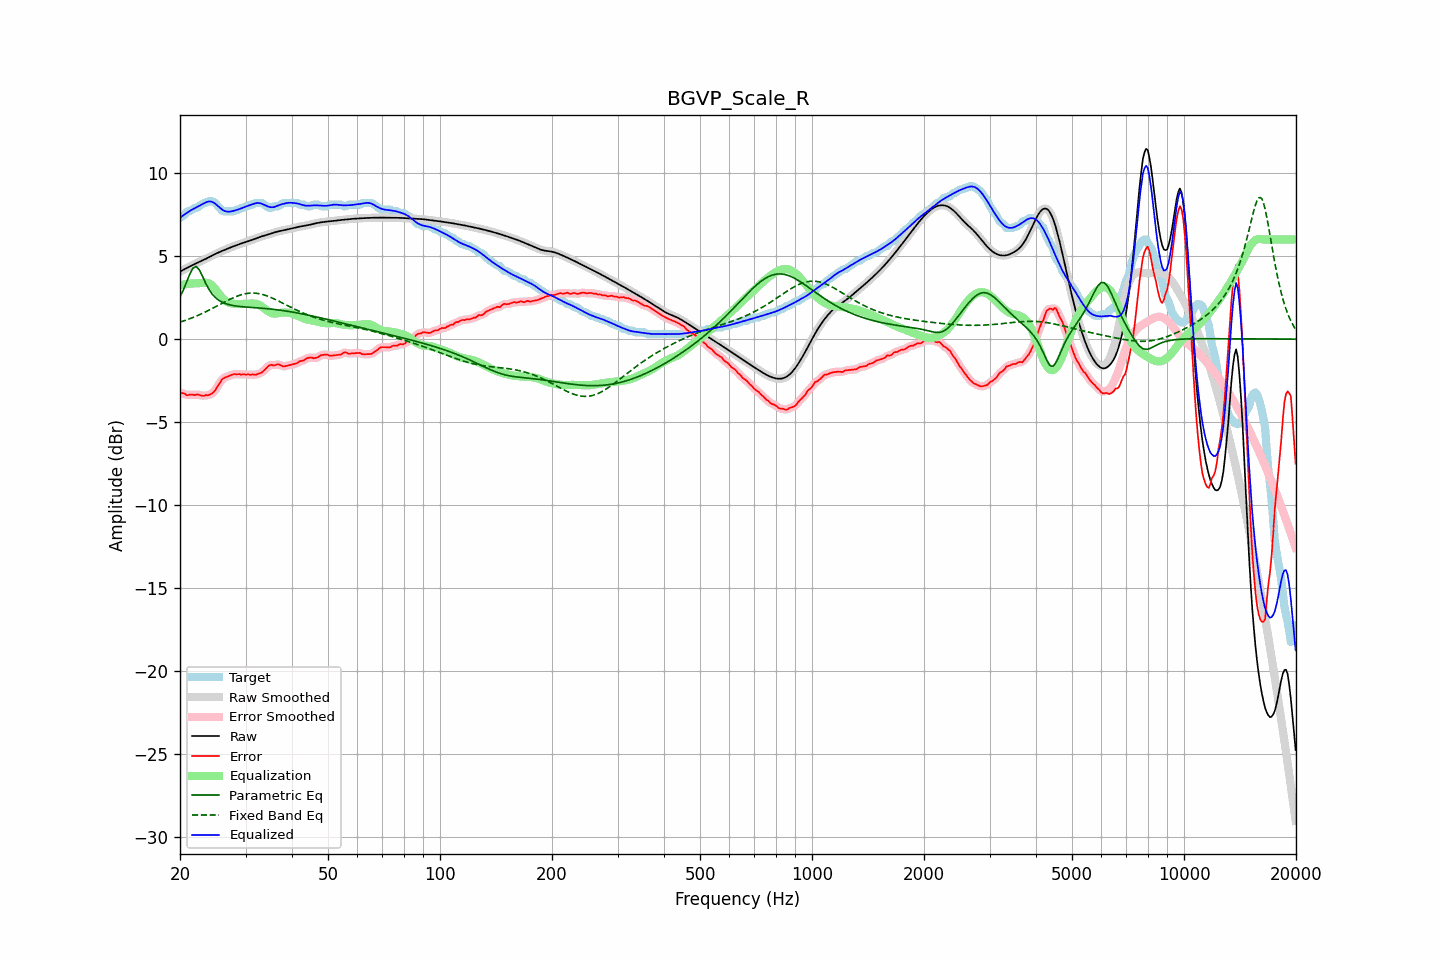 BGVP_Scale_R
Amplitude (dBr)
10
5
0
−5
−10
−15
−20
−25
−30
Target
Raw Smoothed
Error Smoothed
Raw
Error
Equalization
Parametric Eq
Fixed Band Eq
Equalized
20 50 100 200 500 1000 2000 5000 10000 20000
Frequency (Hz)